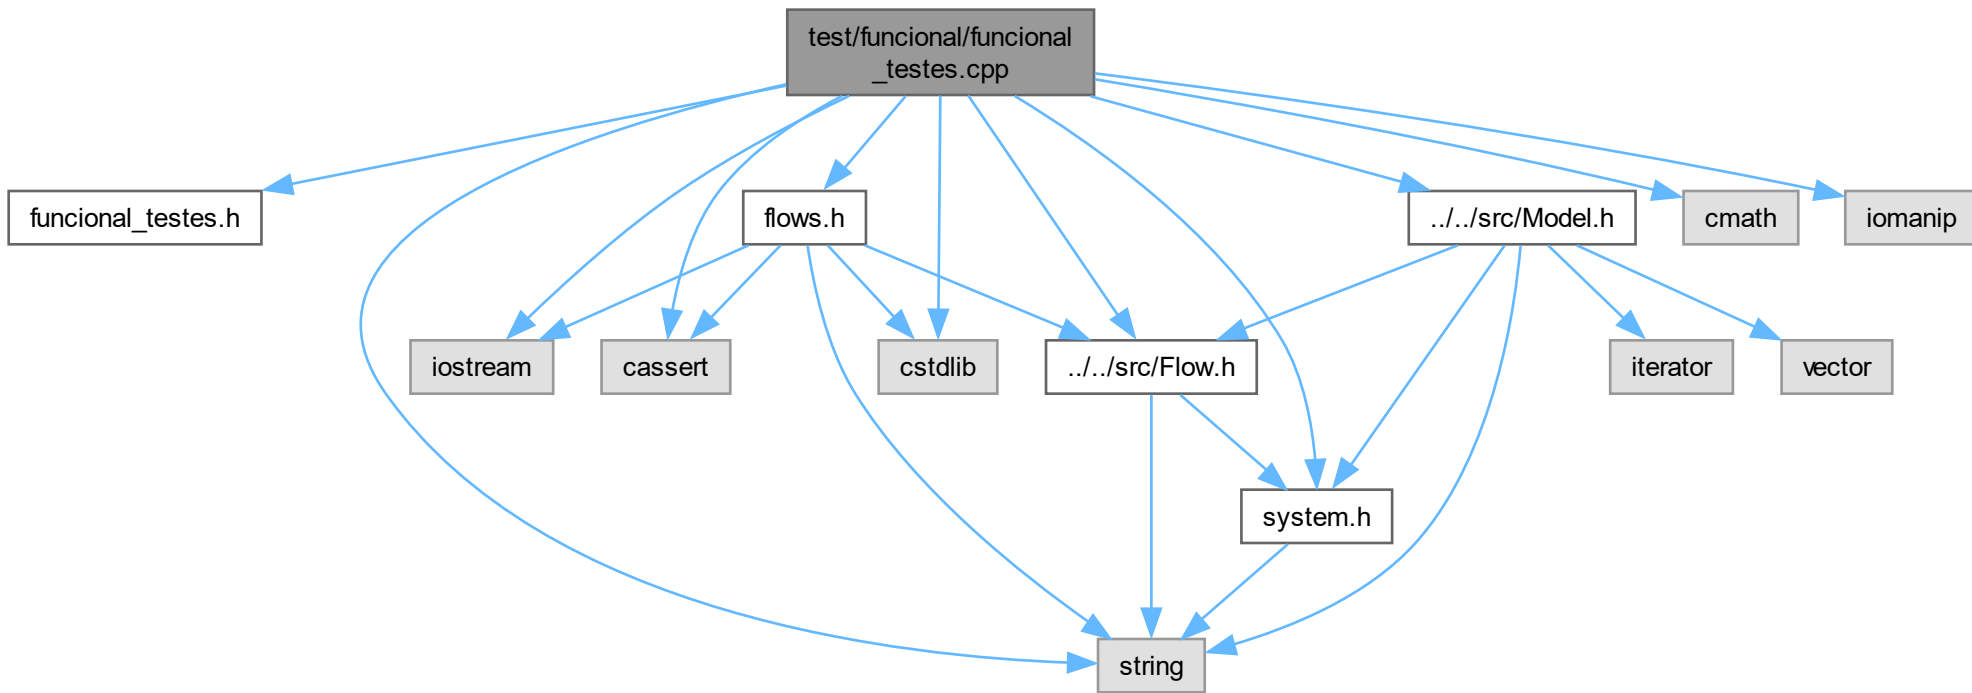 test/funcional/funcional
_testes.cpp
funcional_testes.h
flows.h
../../src/Model.h
cmath
iomanip
iostream
cassert
cstdlib
../../src/Flow.h
iterator
vector
system.h
string